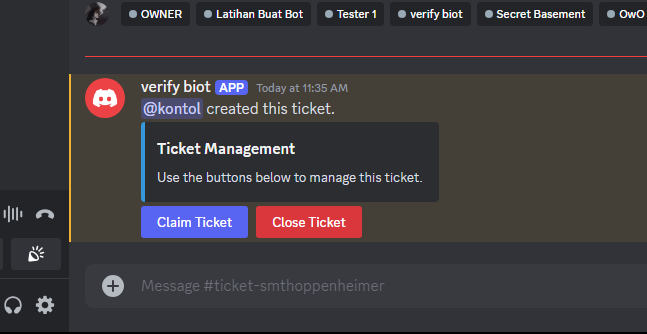 OWNER Latihan Buat Bot Tester 1 verify biot Secret Basement OwO
verify biot APP Today at 11:35 AM
@kontol created this ticket.
Ticket Management
Use the buttons below to manage this ticket.
Claim Ticket Close Ticket
Message #ticket-smthoppenheimer